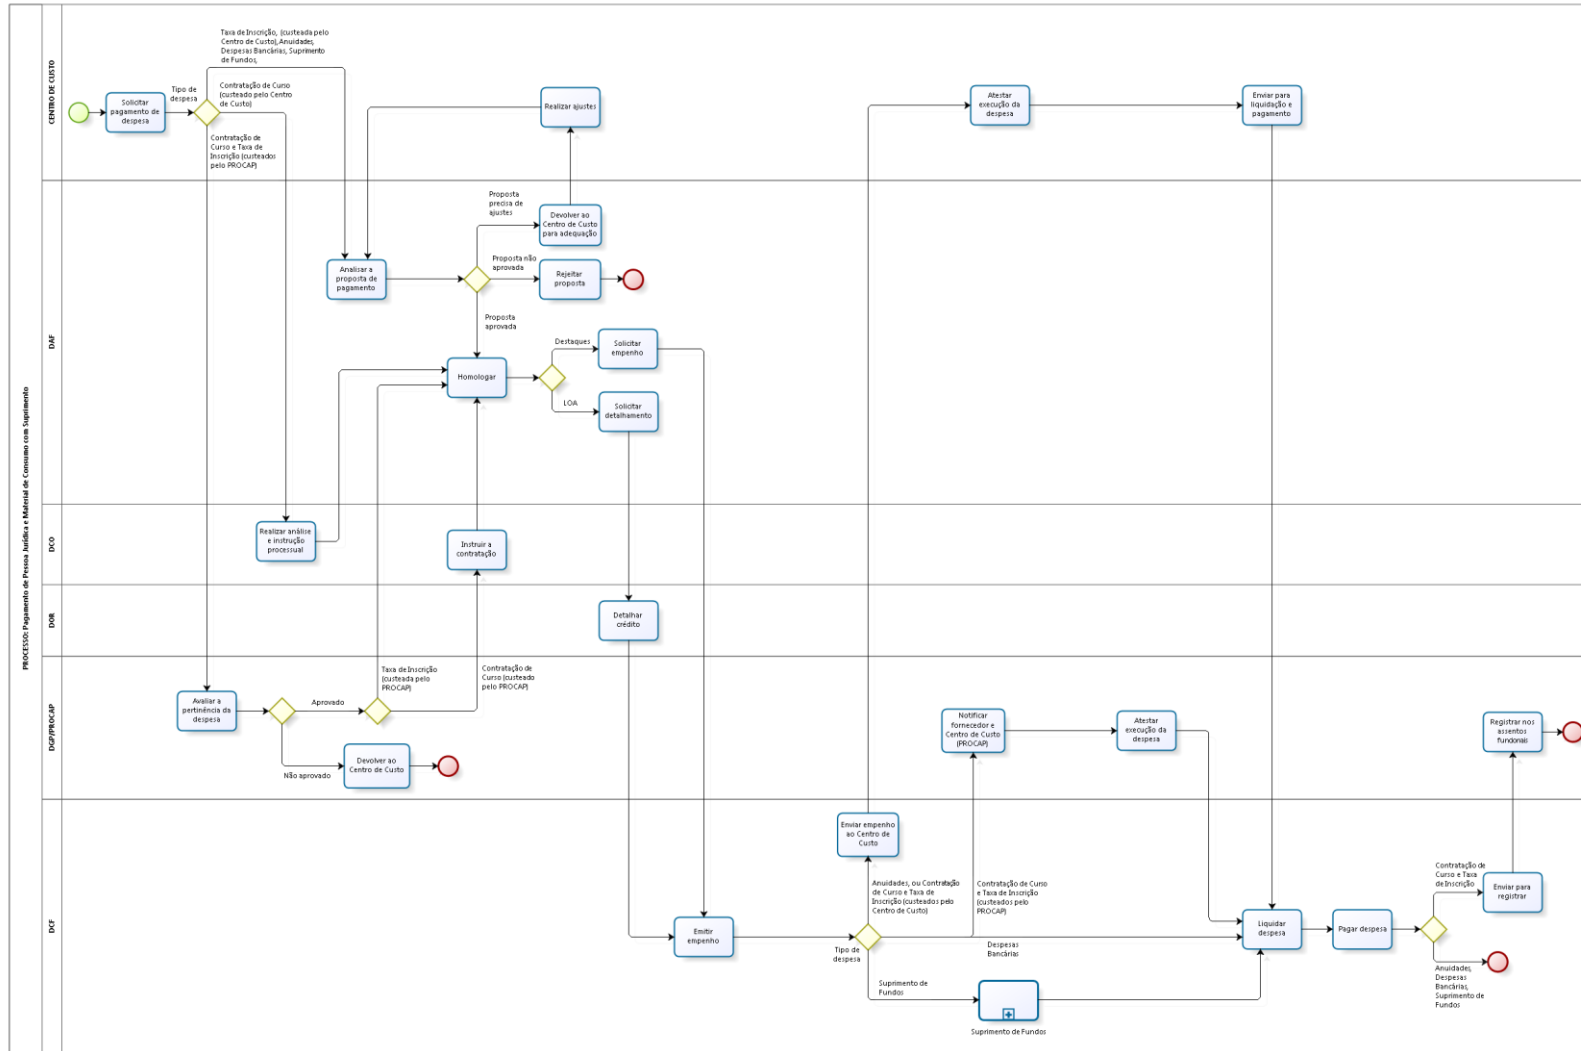 PROCESSO: Pagamento de Pessoa Jurídica e Material de Consumo com Suprimento
CENTRO DE CUSTO
Solicitar
pagamento de
despesa
Tipo de
despesa
Taxa de Inscrição, (custeada pelo
Centro de Custo), Anuidades,
Despesas Bancárias, Suprimento
de Fundos,
Contratação de Curso
(custeado pelo Centro
de Custo)
Contratação de
Curso e Taxa de
Inscrição (custeados
pelo PROCAP)
Realizar ajustes
Atestar
execução da
despesa
Enviar para
liquidação e
pagamento
DAF
Analisar a
proposta de
pagamento
Proposta
precisa de
ajustes
Devolver ao
Centro de Custo
para adequação
Proposta não
aprovada
Rejeitar
proposta
Proposta
aprovada
Homologar
Destaques
Solicitar
empenho
LOA
Solicitar
detalhamento
DCO
Realizar análise
e instrução
processual
Instruir a
contratação
DOR
Detalhar
crédito
DGP/PROCAP
Avaliar a
pertinência da
despesa
Aprovado
Não aprovado
Devolver ao
Centro de Custo
Taxa de Inscrição
(custeada pelo
PROCAP)
Contratação de
Curso (custeado
pelo PROCAP)
Notificar
fornecedor e
Centro de Custo
(PROCAP)
Atestar
execução da
despesa
Registrar nos
assentos
funcionais
DCF
Emitir
empenho
Tipo de
despesa
Enviar empenho
ao Centro de
Custo
Anuidades, ou Contratação
de Curso e Taxa de
Inscrição (custeados pelo
Centro de Custo)
Contratação de Curso
e Taxa de Inscrição
(custeados pelo
PROCAP)
Despesas
Bancárias
Suprimento de
Fundos
Suprimento de Fundos
Liquidar
despesa
Pagar despesa
Contratação de
Curso e Taxa
de Inscrição
Enviar para
registrar
Anuidades,
Despesas
Bancárias,
Suprimento de
Fundos